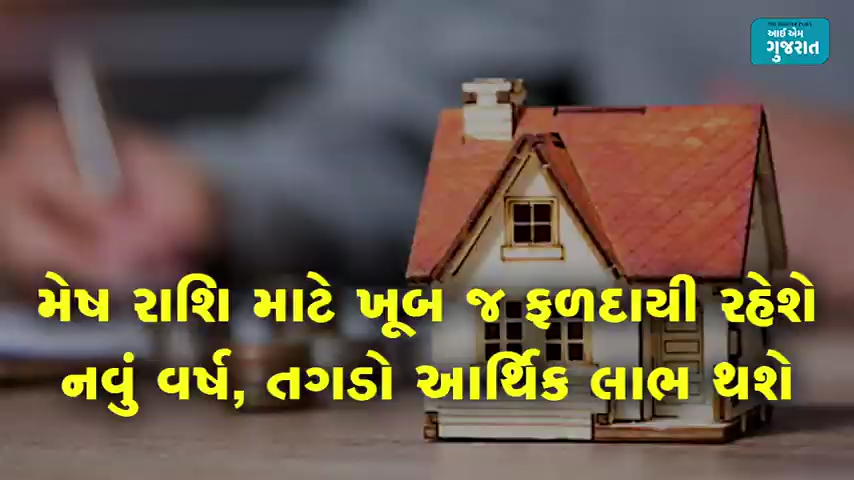 આઈ એમ
ગુજરાત
મેષ રાશિ માટે ખૂબ જ ફળદાયી રહેશે
નવું વર્ષ, તગડો આર્થિક લાભ થશે